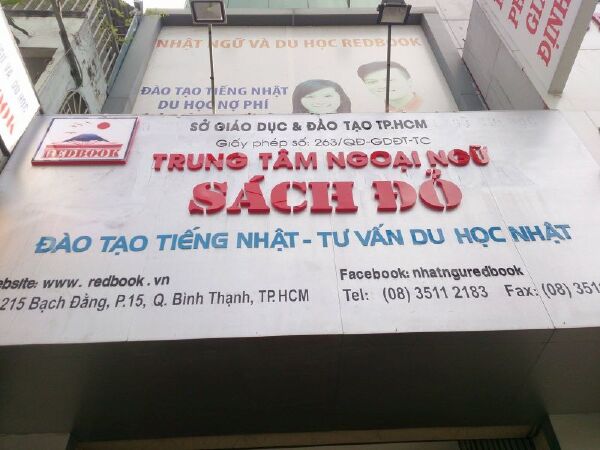 NHẬT NGỮ VÀ DU HỌC REDBOOK
ĐÀO TẠO TIẾNG NHẬT
DU HỌC NỢ PHÍ
SỞ GIÁO DỤC & ĐÀO TẠO TP.HCM
Giấy phép số: 263/QĐ-GDĐT-TC
REDBOOK
TRUNG TÂM NGOẠI NGỮ
SÁCH ĐỎ
ĐÀO TẠO TIẾNG NHẬT - TƯ VẤN DU HỌC NHẬT
ebsite: www.redbook.vn
215 Bạch Đằng, P.15, Q. Bình Thạnh, TP.HCM
Facebook: nhatnguredbook
Tel: (08) 3511 2183 Fax: (08) 351
GIÁ
ĐỊNH